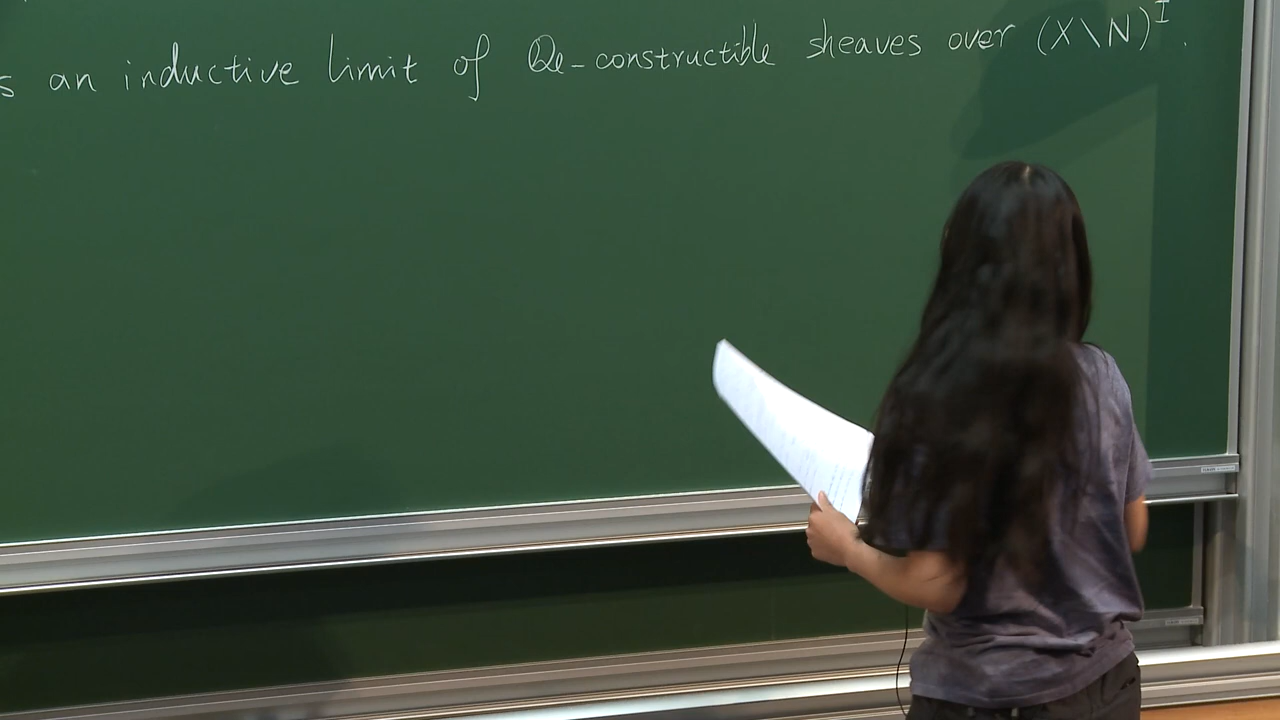 s an inductive limit of Qℓ-constructible sheaves over (X\N)^I.